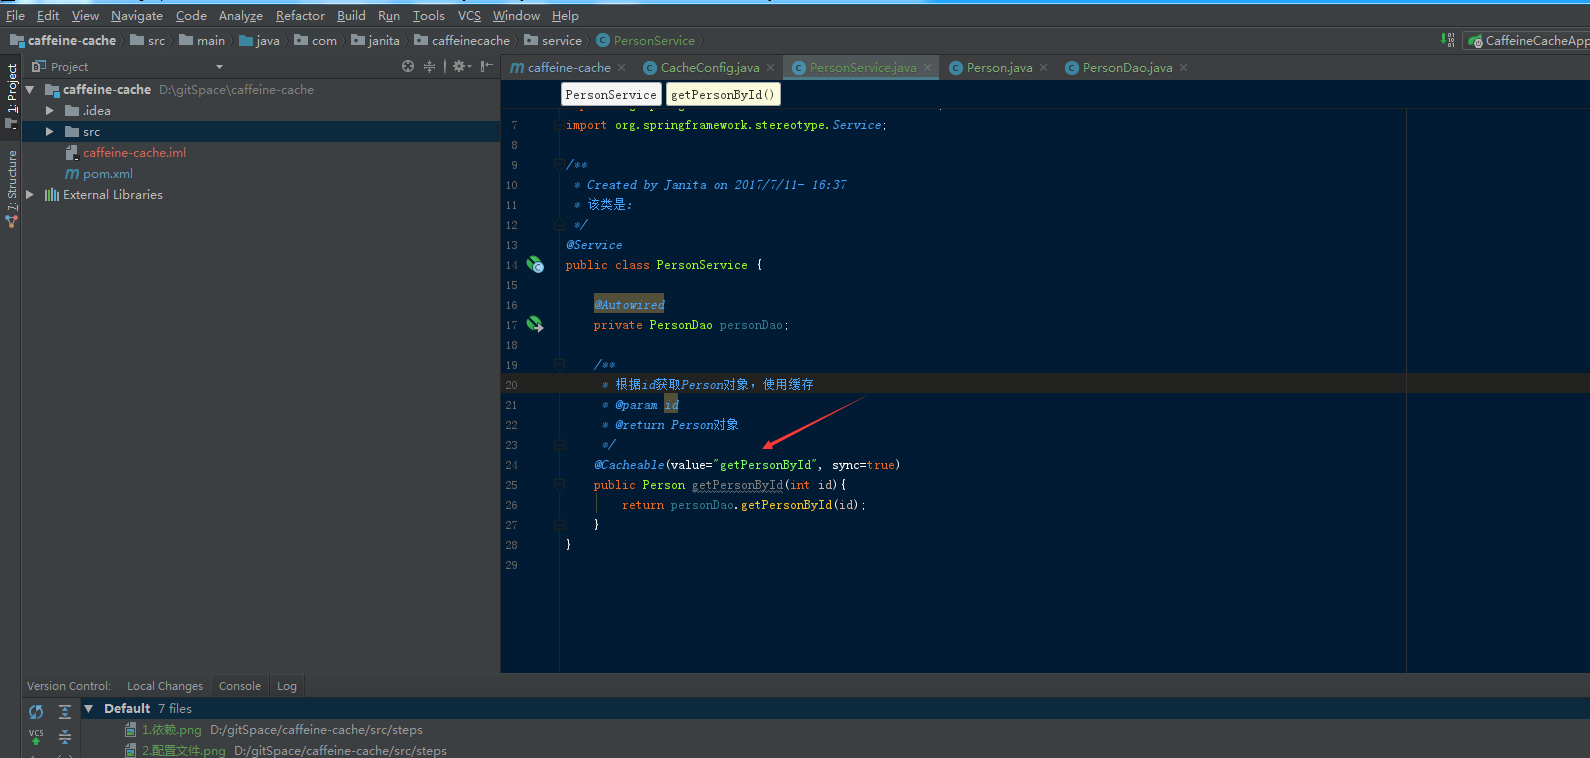 File Edit View Navigate Code Analyze Refactor Build Run Tools VCS Window Help
caffeine-cache src main java com janita caffeinecache service PersonService CaffeineCacheApp
Project
caffeine-cache CacheConfig.java PersonService.java Person.java PersonDao.java
1: Project
7: Structure
caffeine-cache D:\gitSpace\caffeine-cache
.idea
src
caffeine-cache.iml
pom.xml
External Libraries
PersonService getPersonById()
7 import org.springframework.stereotype.Service;
8
9 /**
10 * Created by Janita on 2017/7/11- 16:37
11 * 该类是:
12 */
13 @Service
14 public class PersonService {
15
16 @Autowired
17 private PersonDao personDao;
18
19 /**
20 * 根据id获取Person对象，使用缓存
21 * @param id
22 * @return Person对象
23 */
24 @Cacheable(value="getPersonById", sync=true)
25 public Person getPersonById(int id){
26 return personDao.getPersonById(id);
27 }
28 }
29
Version Control: Local Changes Console Log
Default 7 files
1.依赖.png D:/gitSpace/caffeine-cache/src/steps
VCS
2.配置文件.png D:/gitSpace/caffeine-cache/src/steps